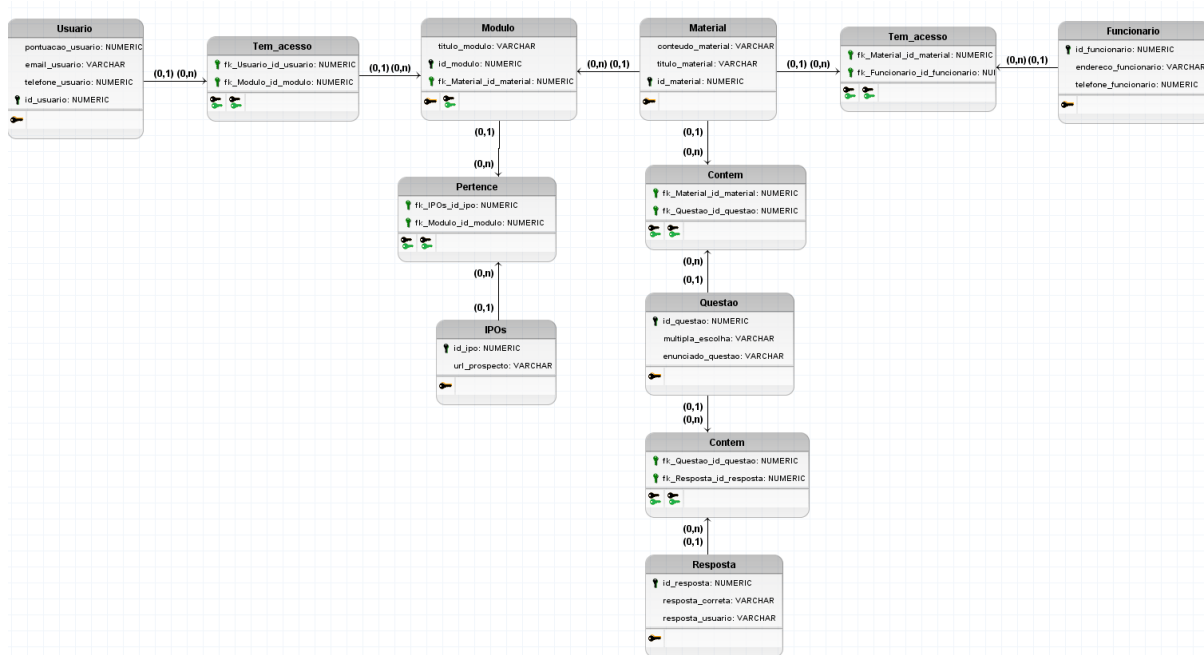 Usuario
pontuacao_usuario: NUMERIC
email_usuario: VARCHAR
telefone_usuario: NUMERIC
id_usuario: NUMERIC
(0,1) (0,n)
Tem_acesso
fk_Usuario_id_usuario: NUMERIC
fk_Modulo_id_modulo: NUMERIC
(0,1) (0,n)
Modulo
titulo_modulo: VARCHAR
id_modulo: NUMERIC
fk_Material_id_material: NUMERIC
(0,n) (0,1)
Material
conteudo_material: VARCHAR
titulo_material: VARCHAR
id_material: NUMERIC
(0,1) (0,n)
Tem_acesso
fk_Material_id_material: NUMERIC
fk_Funcionario_id_funcionario: NUI
(0,n) (0,1)
Funcionario
id_funcionario: NUMERIC
endereco_funcionario: VARCHAR
telefone_funcionario: NUMERIC
(0,1)
(0,n)
Pertence
fk_IPOs_id_ipo: NUMERIC
fk_Modulo_id_modulo: NUMERIC
(0,n)
(0,1)
IPOs
id_ipo: NUMERIC
url_prospecto: VARCHAR
(0,1)
(0,n)
Contem
fk_Material_id_material: NUMERIC
fk_Questao_id_questao: NUMERIC
(0,n)
(0,1)
Questao
id_questao: NUMERIC
multipla_escolha: VARCHAR
enunciado_questao: VARCHAR
(0,1)
(0,n)
Contem
fk_Questao_id_questao: NUMERIC
fk_Resposta_id_resposta: NUMERIC
(0,n)
(0,1)
Resposta
id_resposta: NUMERIC
resposta_correta: VARCHAR
resposta_usuario: VARCHAR